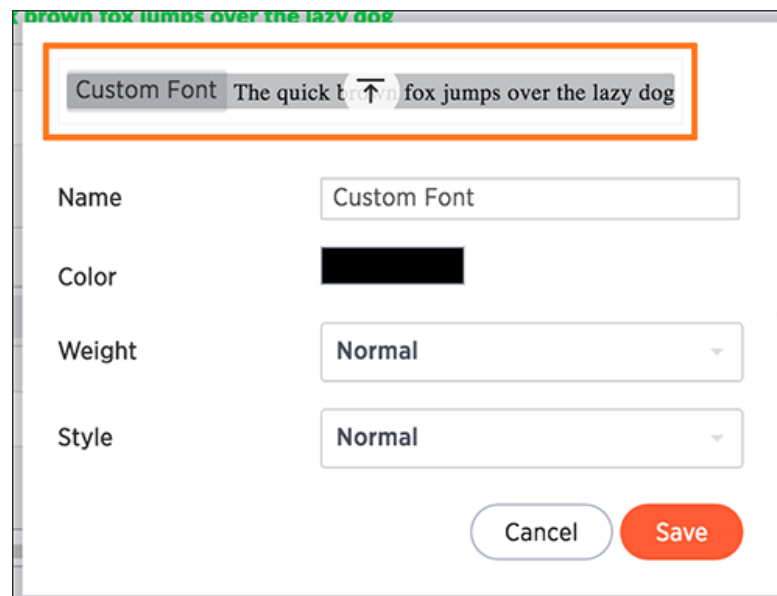 brown fox jumps over the lazy dog
Custom Font The quick brown fox jumps over the lazy dog
Name Custom Font
Color
Weight Normal
Style Normal
Cancel Save